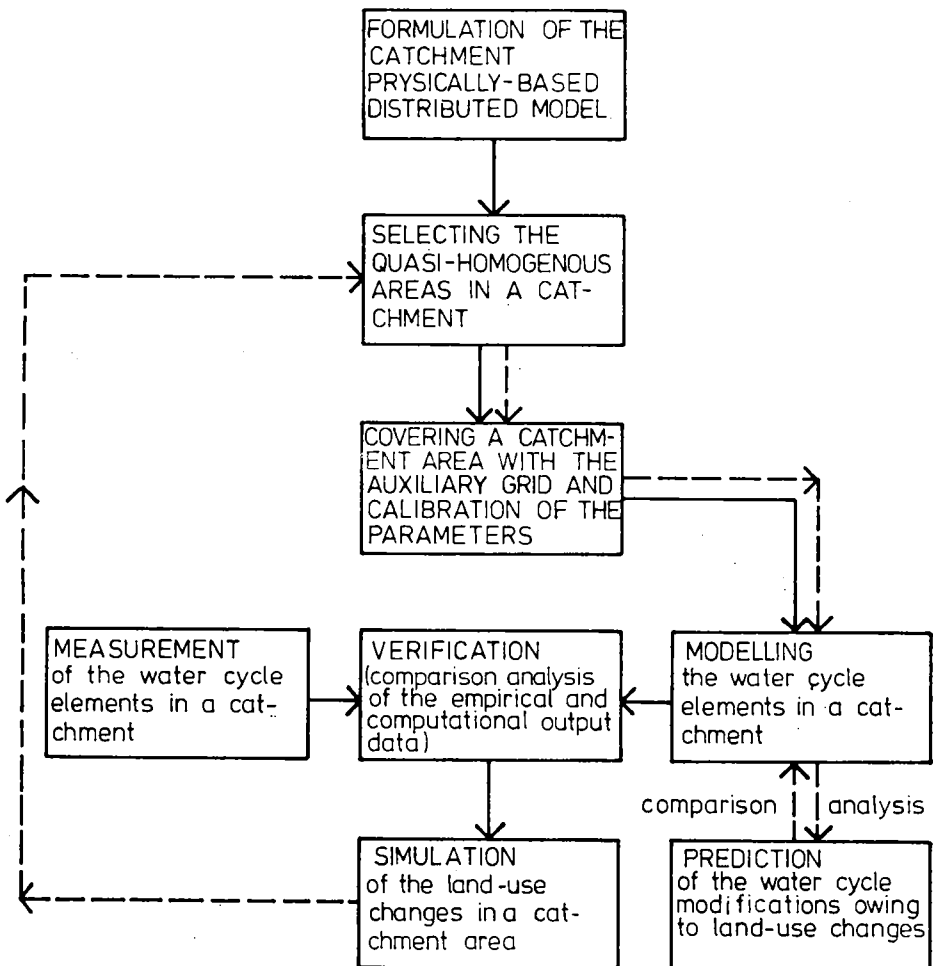 FORMULATION OF THE
CATCHMENT
PRYSICALLY-BASED
DISTRIBUTED MODEL
SELECTING THE
QUASI-HOMOGENOUS
AREAS IN A CAT-
CHMENT
COVERING A CATCHM-
ENT AREA WITH THE
AUXILIARY GRID AND
CALIBRATION OF THE
PARAMETERS
MEASUREMENT
of the water cycle
elements in a cat-
chment
VERIFICATION
(comparison analysis
of the empirical and
computational output
data)
MODELLING
the water cycle
elements in a cat-
chment
comparison analysis
SIMULATION
of the land-use
changes in a cat-
chment area
PREDICTION
of the water cycle
modifications owing
to land-use changes